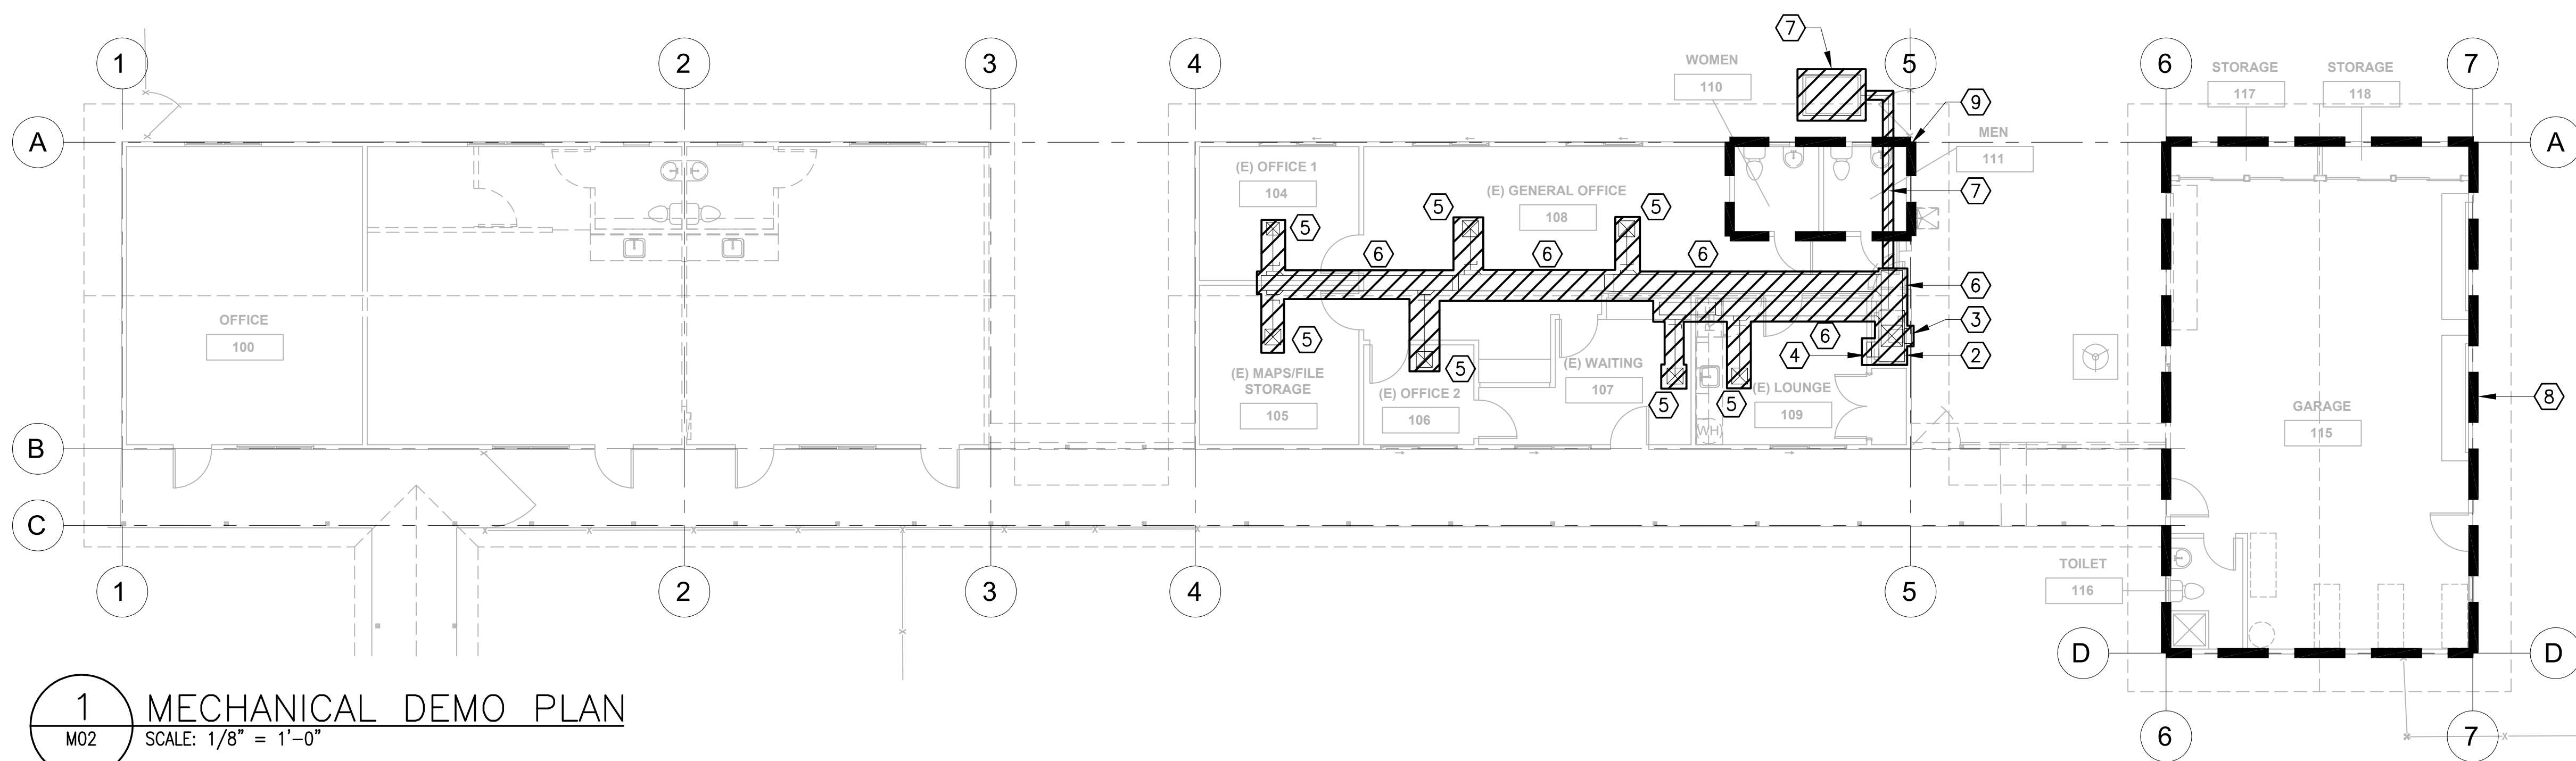 7
1
2
3
4
5
6
7
WOMEN
110
STORAGE
117
STORAGE
118
9
A
A
MEN
111
(E) OFFICE 1
104
(E) GENERAL OFFICE
108
7
5
5
5
6
6
6
6
OFFICE
100
3
5
6
4
2
(E) MAPS/FILE
STORAGE
105
5
(E) OFFICE 2
106
(E) WAITING
107
5
5
(E) LOUNGE
109
(WH)
GARAGE
115
8
B
C
1
2
3
4
5
TOILET
116
D
D
6
7
1
M02
MECHANICAL DEMO PLAN
SCALE: 1/8" = 1'-0"